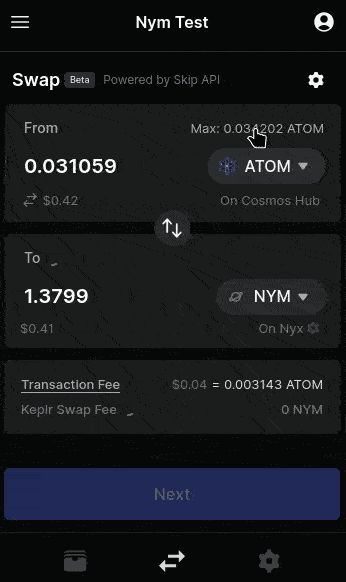 Nym Test
Swap Beta Powered by Skip API
From Max: 0.034202 ATOM
0.031059 ATOM
$0.42 On Cosmos Hub
To
1.3799 NYM
$0.41 On Nyx
Transaction Fee $0.04 = 0.003143 ATOM
Keplr Swap Fee 0 NYM
Next